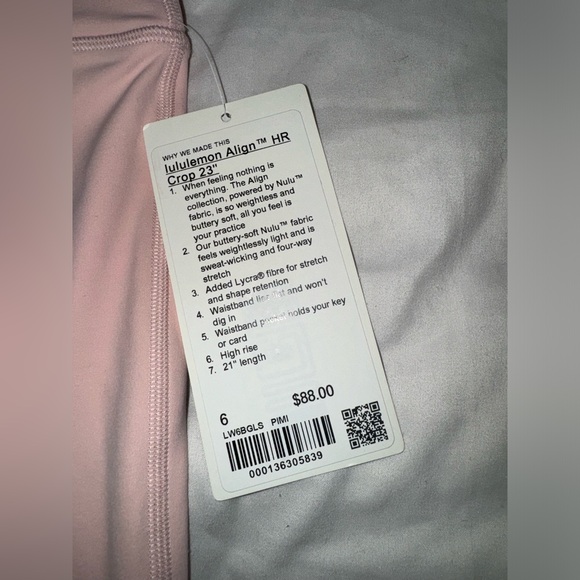 WHY WE MADE THIS
lululemon Align™ HR
Crop 23"
1. When feeling nothing is
everything. The Align
collection, powered by Nulu™
fabric, is so weightless and
buttery soft, all you feel is
your practice
2. Our buttery-soft Nulu™ fabric
feels weightlessly light and is
sweat-wicking and four-way
stretch
3. Added Lycra® fibre for stretch
and shape retention
4. Waistband lies flat and won't
dig in
5. Waistband pocket holds your key
or card
6. High rise
7. 21" length
6 $88.00
LW6BGLS PIMI
000136305839